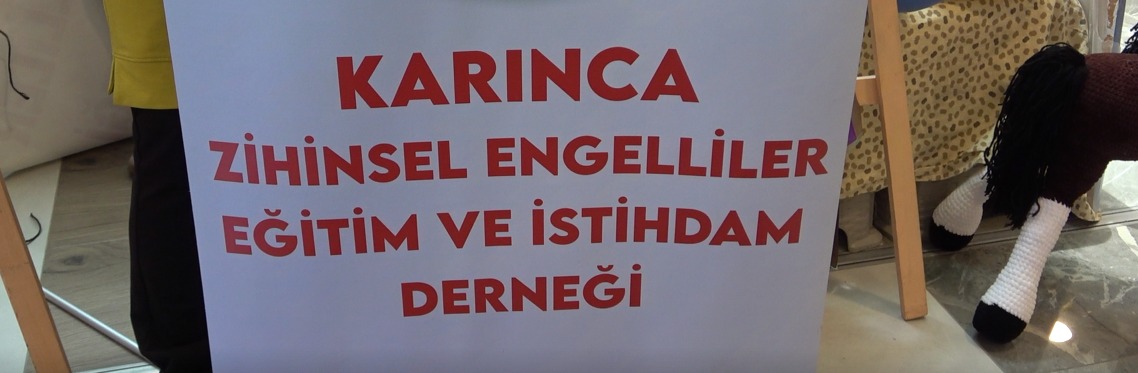 KARINCA
ZİHİNSEL ENGELLİLER
EĞİTİM VE İSTİHDAM
DERNEĞİ